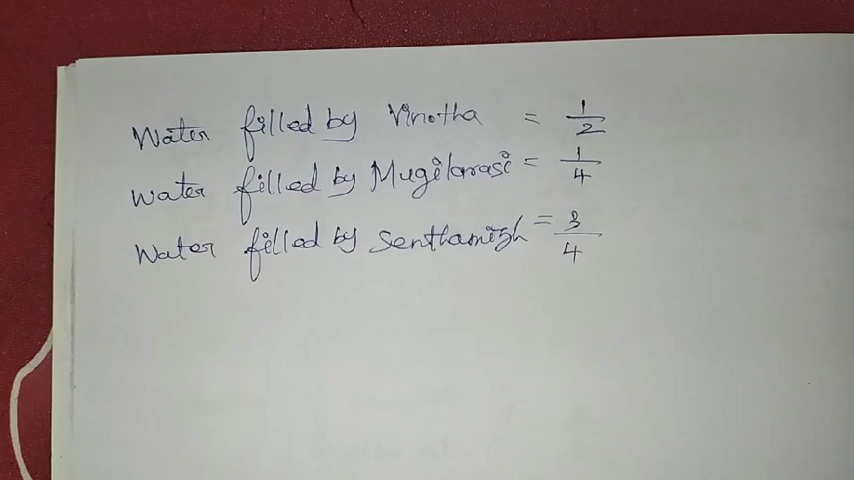 Water filled by Vinotha = 1/2
Water filled by Mugilarasi = 1/4
Water filled by Senthamizh = 3/4